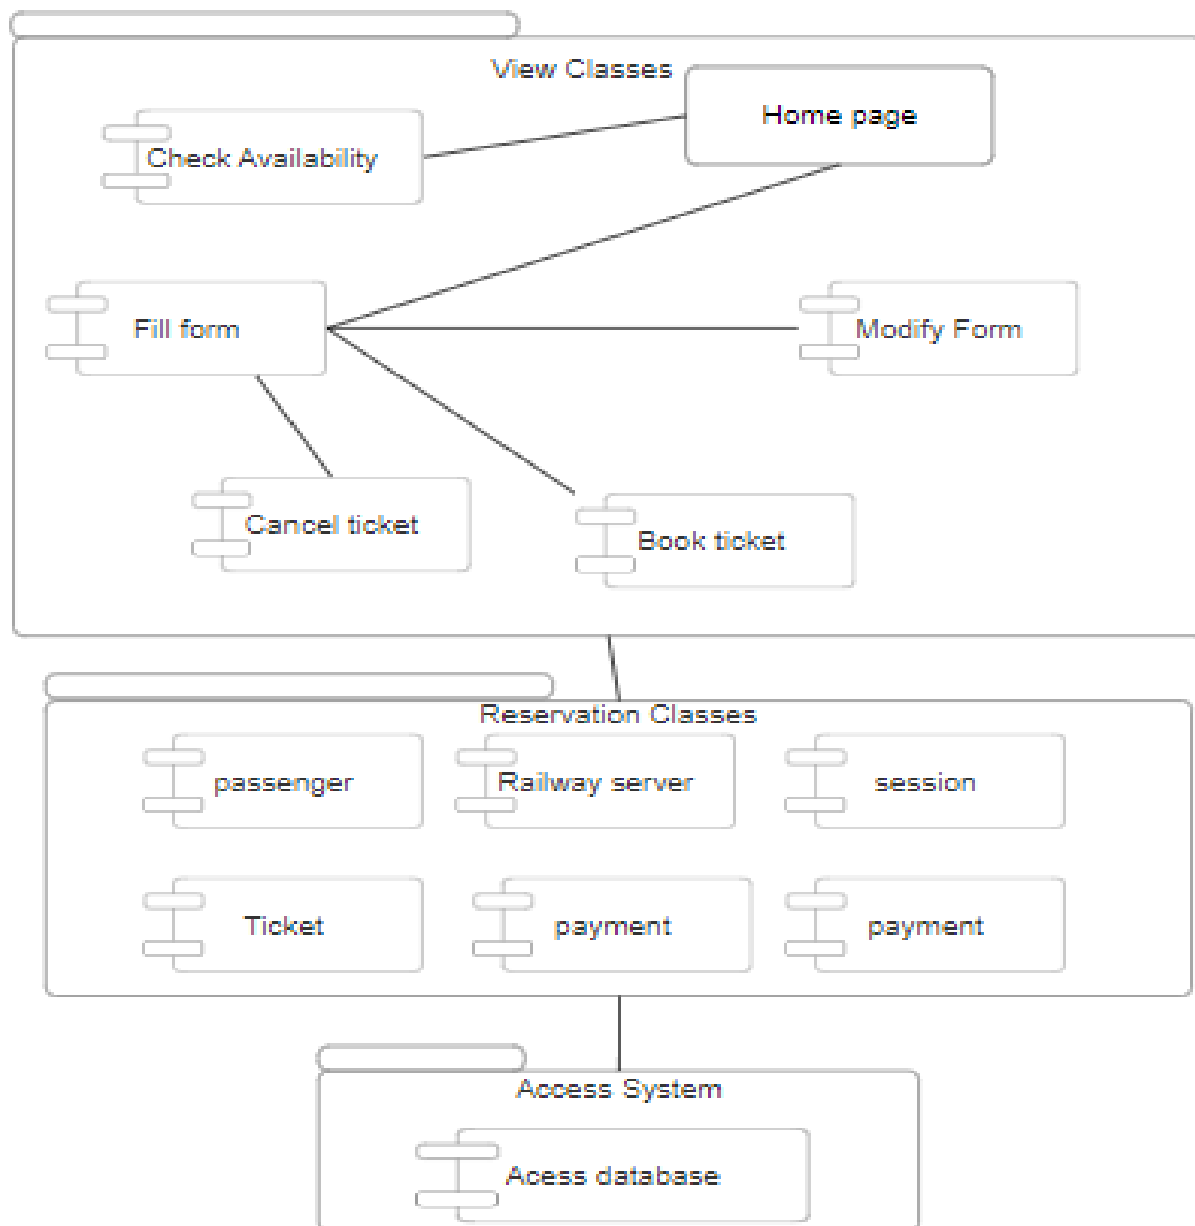 View Classes
Home page
Check Availability
Fill form
Modify Form
Cancel ticket
Book ticket
Reservation Classes
passenger
Railway server
session
Ticket
payment
payment
Access System
Acess database